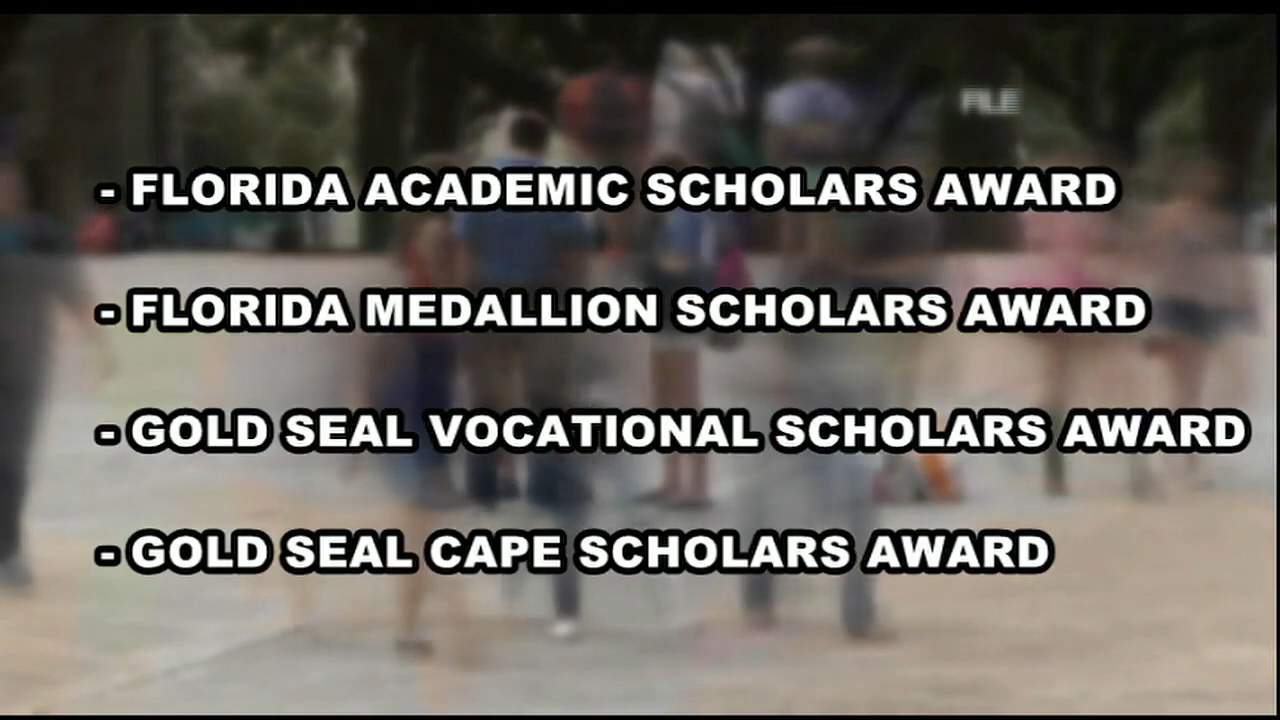 FILE
- FLORIDA ACADEMIC SCHOLARS AWARD
- FLORIDA MEDALLION SCHOLARS AWARD
- GOLD SEAL VOCATIONAL SCHOLARS AWARD
- GOLD SEAL CAPE SCHOLARS AWARD